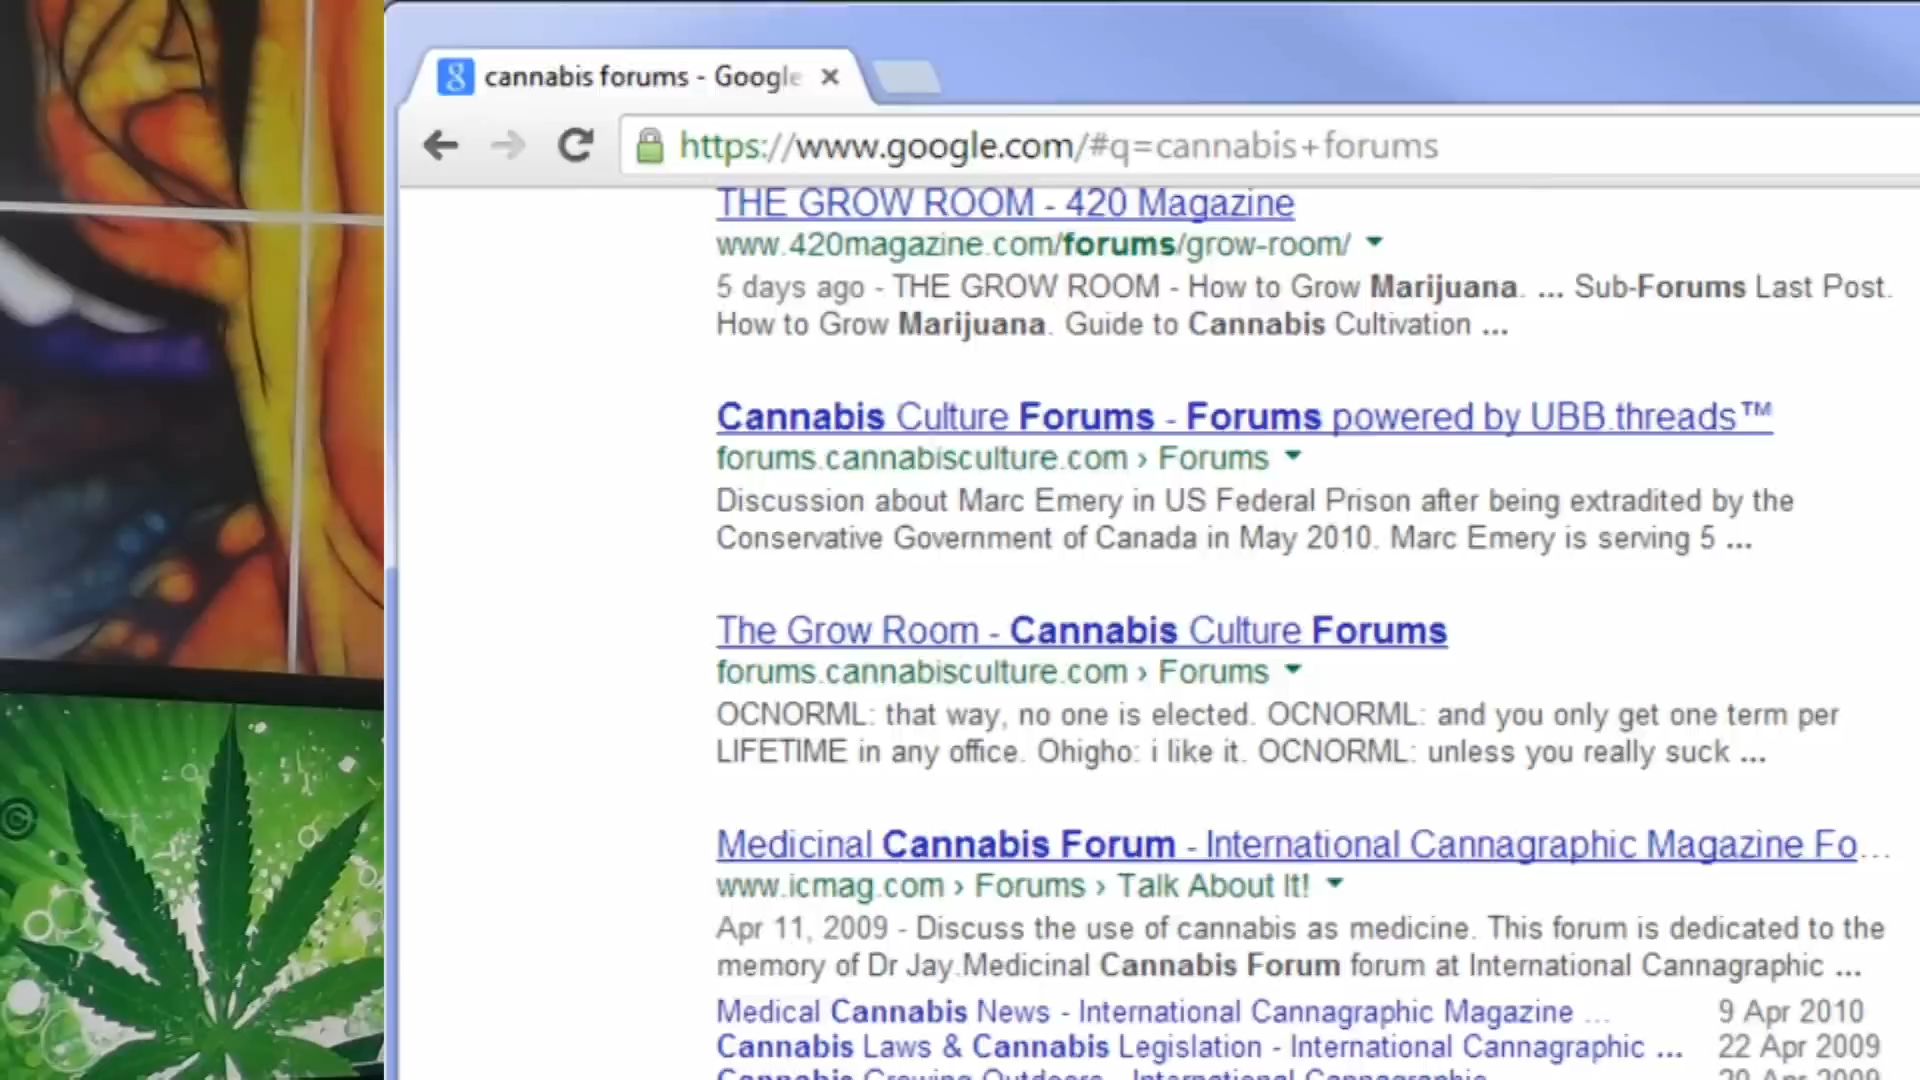 cannabis forums - Google
https://www.google.com/#q=cannabis+forums
THE GROW ROOM - 420 Magazine
www.420magazine.com/forums/grow-room/
5 days ago - THE GROW ROOM - How to Grow Marijuana. ... Sub-Forums Last Post.
How to Grow Marijuana. Guide to Cannabis Cultivation ...
Cannabis Culture Forums - Forums powered by UBB.threads™
forums.cannabisculture.com › Forums
Discussion about Marc Emery in US Federal Prison after being extradited by the
Conservative Government of Canada in May 2010. Marc Emery is serving 5 ...
The Grow Room - Cannabis Culture Forums
forums.cannabisculture.com › Forums
OCNORML: that way, no one is elected. OCNORML: and you only get one term per
LIFETIME in any office. Ohigho: i like it. OCNORML: unless you really suck ...
Medicinal Cannabis Forum - International Cannagraphic Magazine Fo...
www.icmag.com › Forums › Talk About It!
Apr 11, 2009 - Discuss the use of cannabis as medicine. This forum is dedicated to the
memory of Dr Jay.Medicinal Cannabis Forum forum at International Cannagraphic ...
Medical Cannabis News - International Cannagraphic Magazine ... 9 Apr 2010
Cannabis Laws & Cannabis Legislation - International Cannagraphic ... 22 Apr 2009
Cannabis Growing Outdoors - International Cannagraphic